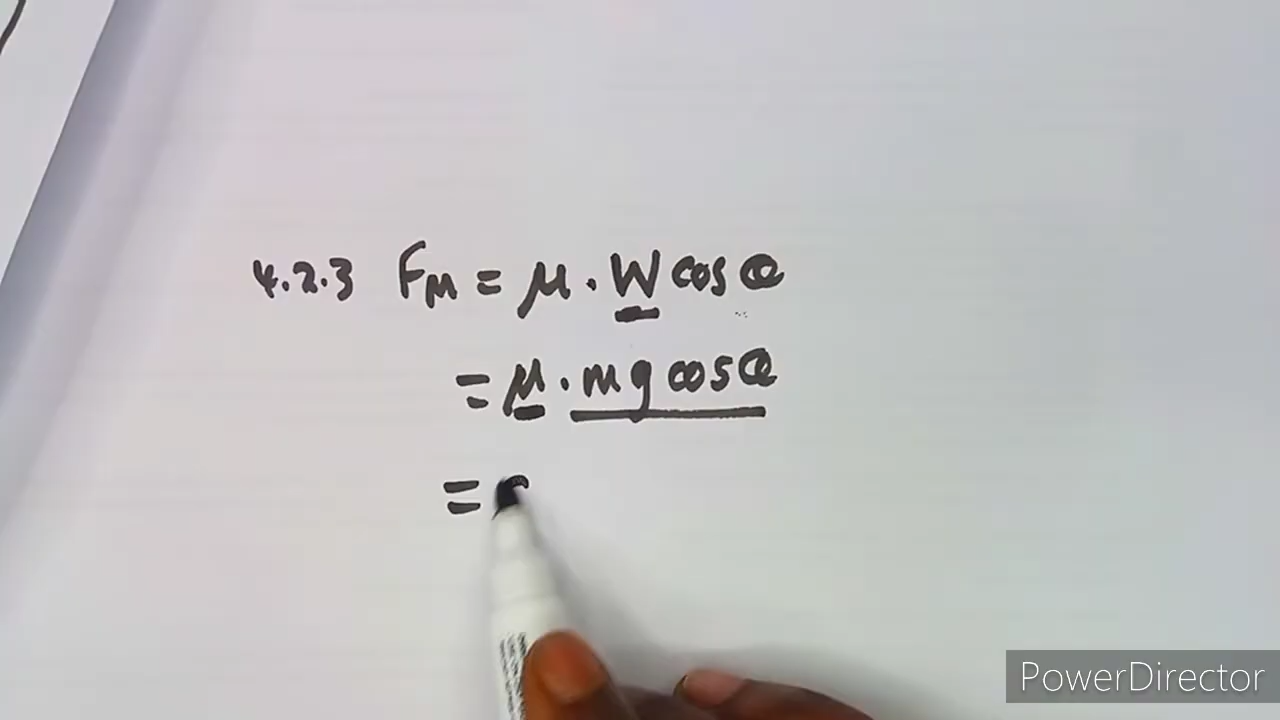 4.2.3 Fμ = μ . W cos θ
= μ . mg cos θ
=
PowerDirector